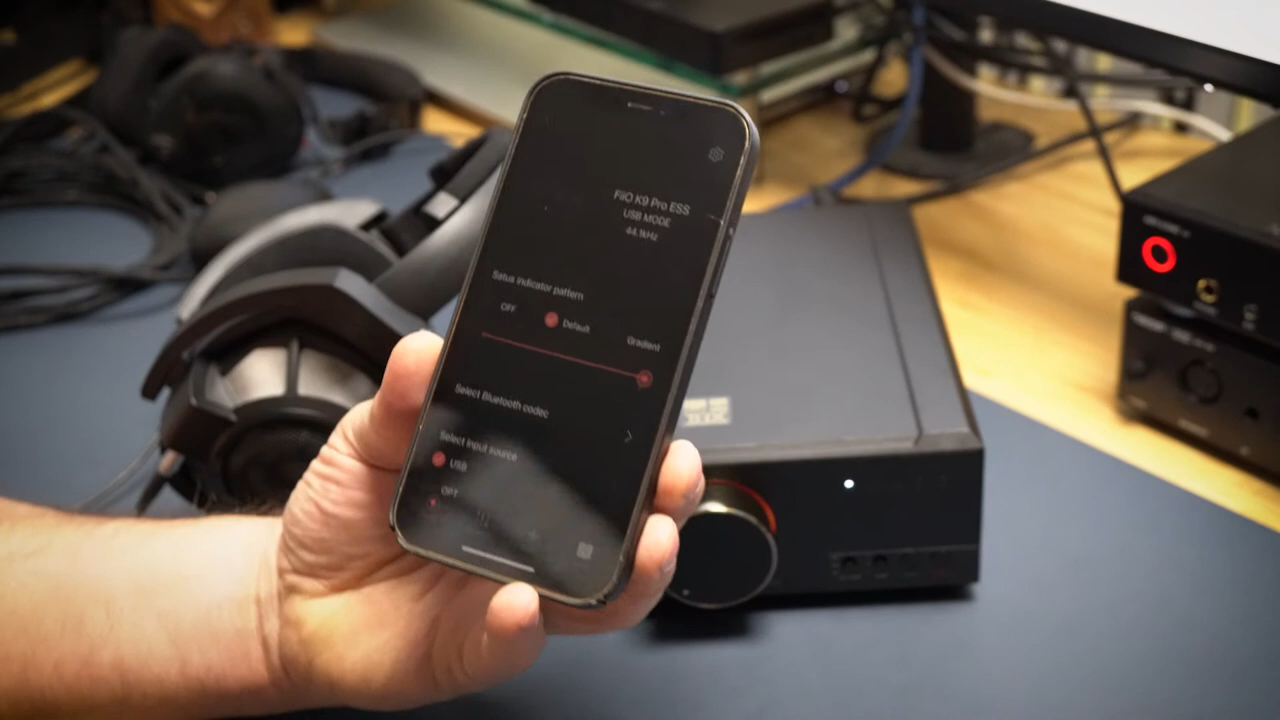 FiiO K9 Pro ESS
USB MODE
44.1kHz
Satus indicator pattern
OFF
Default
Gradient
Select Bluetooth codec
Select input source
USB
OPT